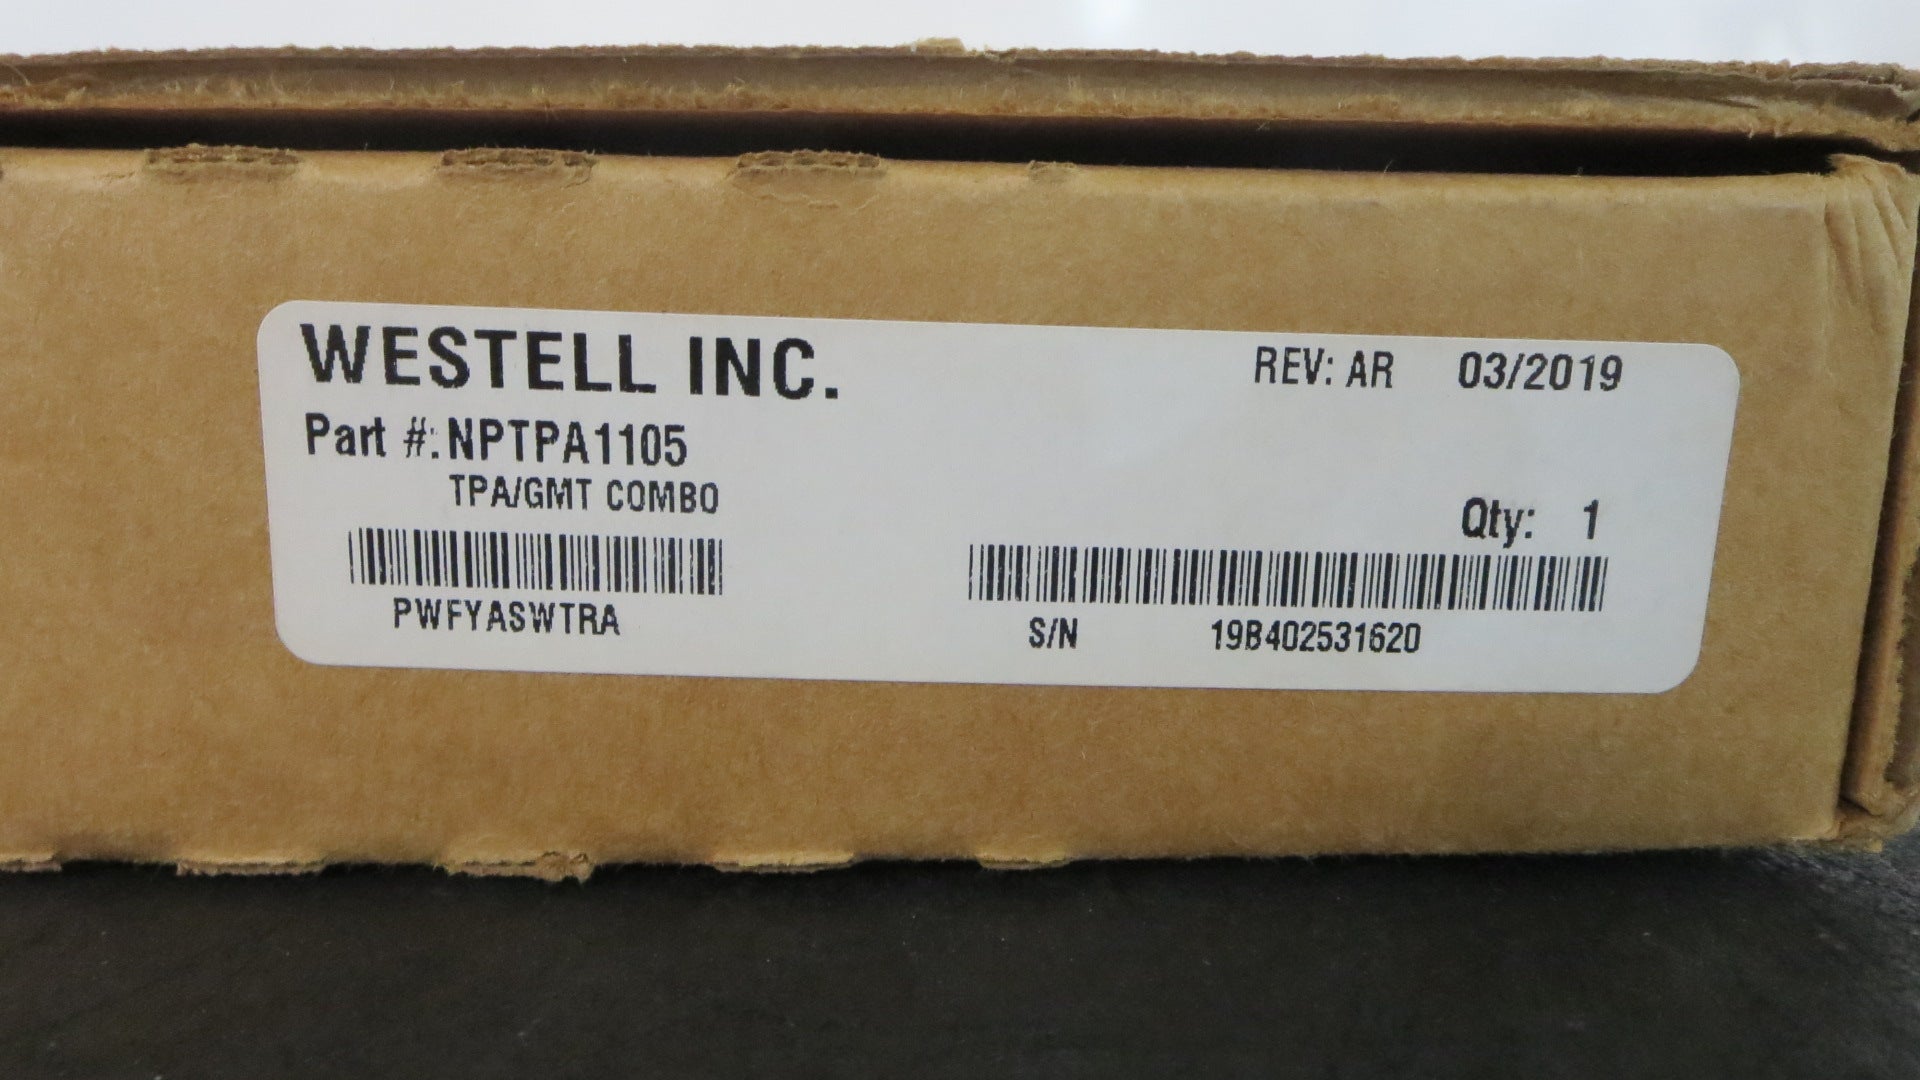 WESTELL INC. REV: AR 03/2019
Part #: NPTPA1105
TPA/GMT COMBO
Qty: 1
PWFYASWTRA
S/N 19B402531620